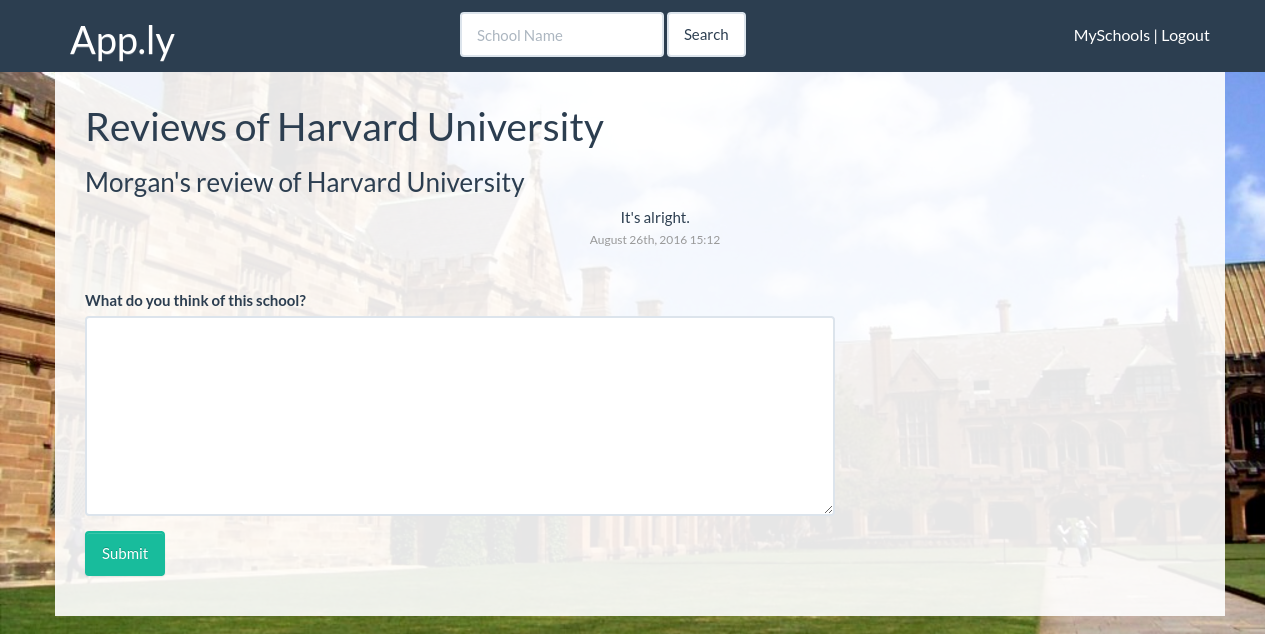 App.ly
School Name
Search
MySchools | Logout
Reviews of Harvard University
Morgan's review of Harvard University
It's alright.
August 26th, 2016 15:12
What do you think of this school?
Submit